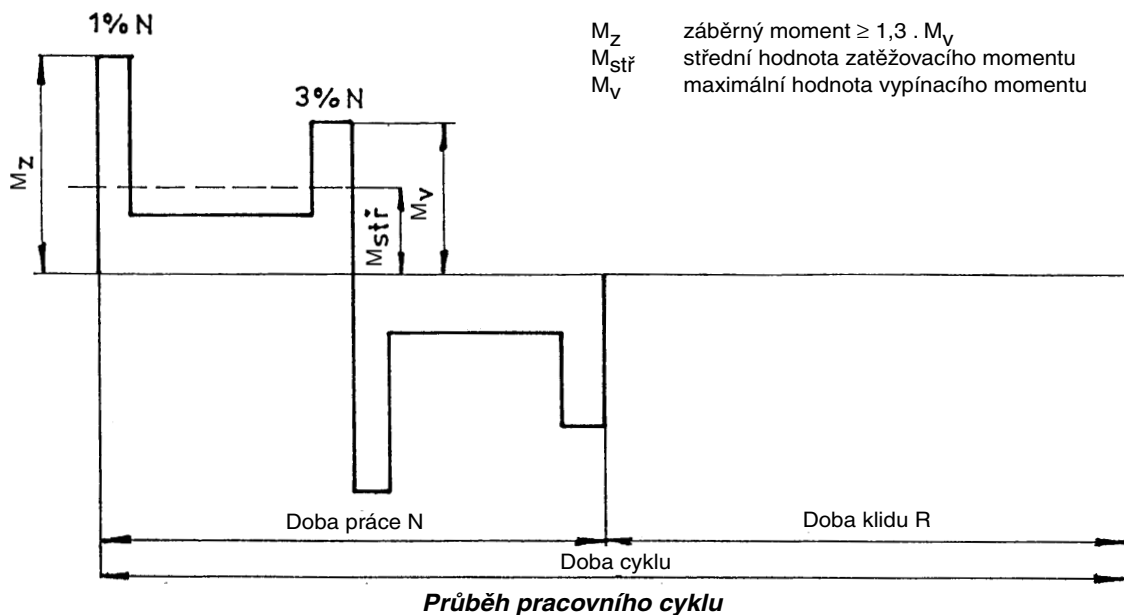 1% N
M_z záběrný moment ≥ 1,3 . M_v
M_stř střední hodnota zatěžovacího momentu
M_v maximální hodnota vypínacího momentu
3% N
M_z
M_v
M_stř
Doba práce N
Doba klidu R
Doba cyklu
Průběh pracovního cyklu